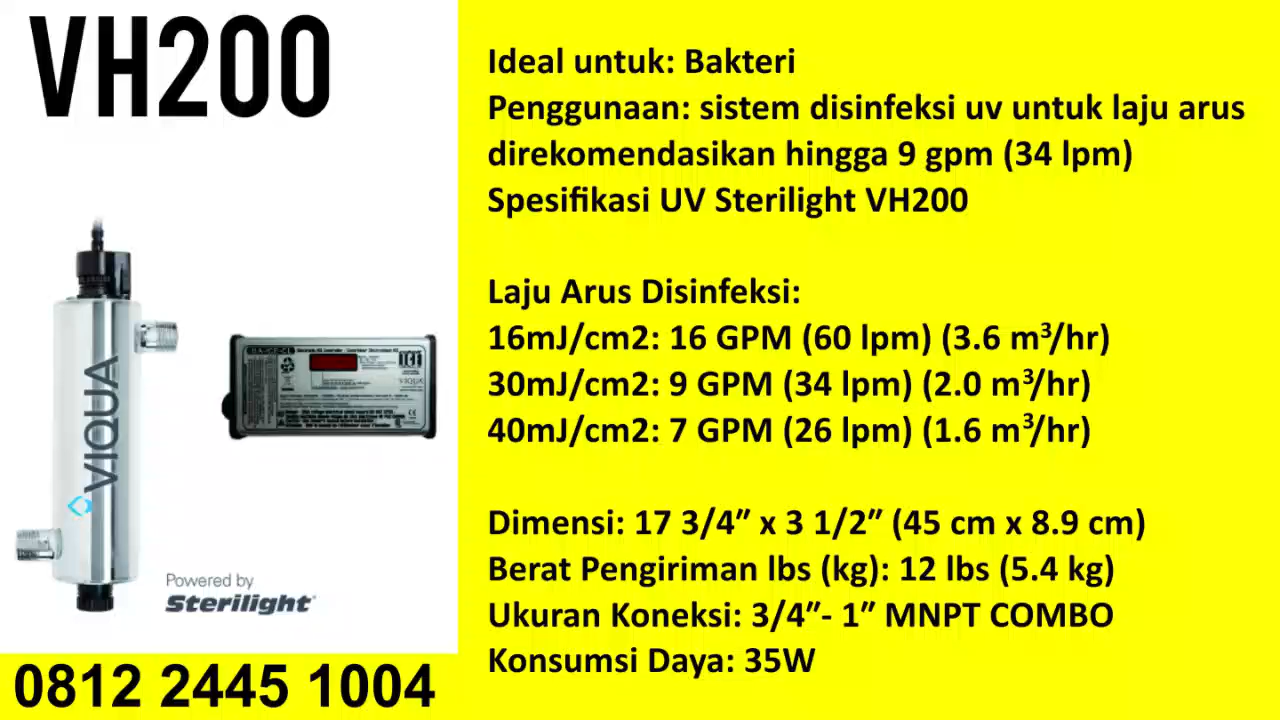 VH200
Ideal untuk: Bakteri
Penggunaan: sistem disinfeksi uv untuk laju arus
direkomendasikan hingga 9 gpm (34 lpm)
Spesifikasi UV Sterilight VH200
Laju Arus Disinfeksi:
16mJ/cm2: 16 GPM (60 lpm) (3.6 m³/hr)
30mJ/cm2: 9 GPM (34 lpm) (2.0 m³/hr)
40mJ/cm2: 7 GPM (26 lpm) (1.6 m³/hr)
Dimensi: 17 3/4” x 3 1/2” (45 cm x 8.9 cm)
Berat Pengiriman lbs (kg): 12 lbs (5.4 kg)
Ukuran Koneksi: 3/4”- 1” MNPT COMBO
Konsumsi Daya: 35W
VIQUA
VIQUA
Powered by
Sterilight
0812 2445 1004